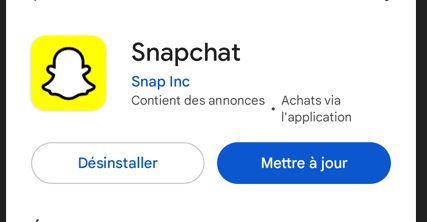 Snapchat
Snap Inc
Contient des annonces • Achats via
l'application
Désinstaller
Mettre à jour